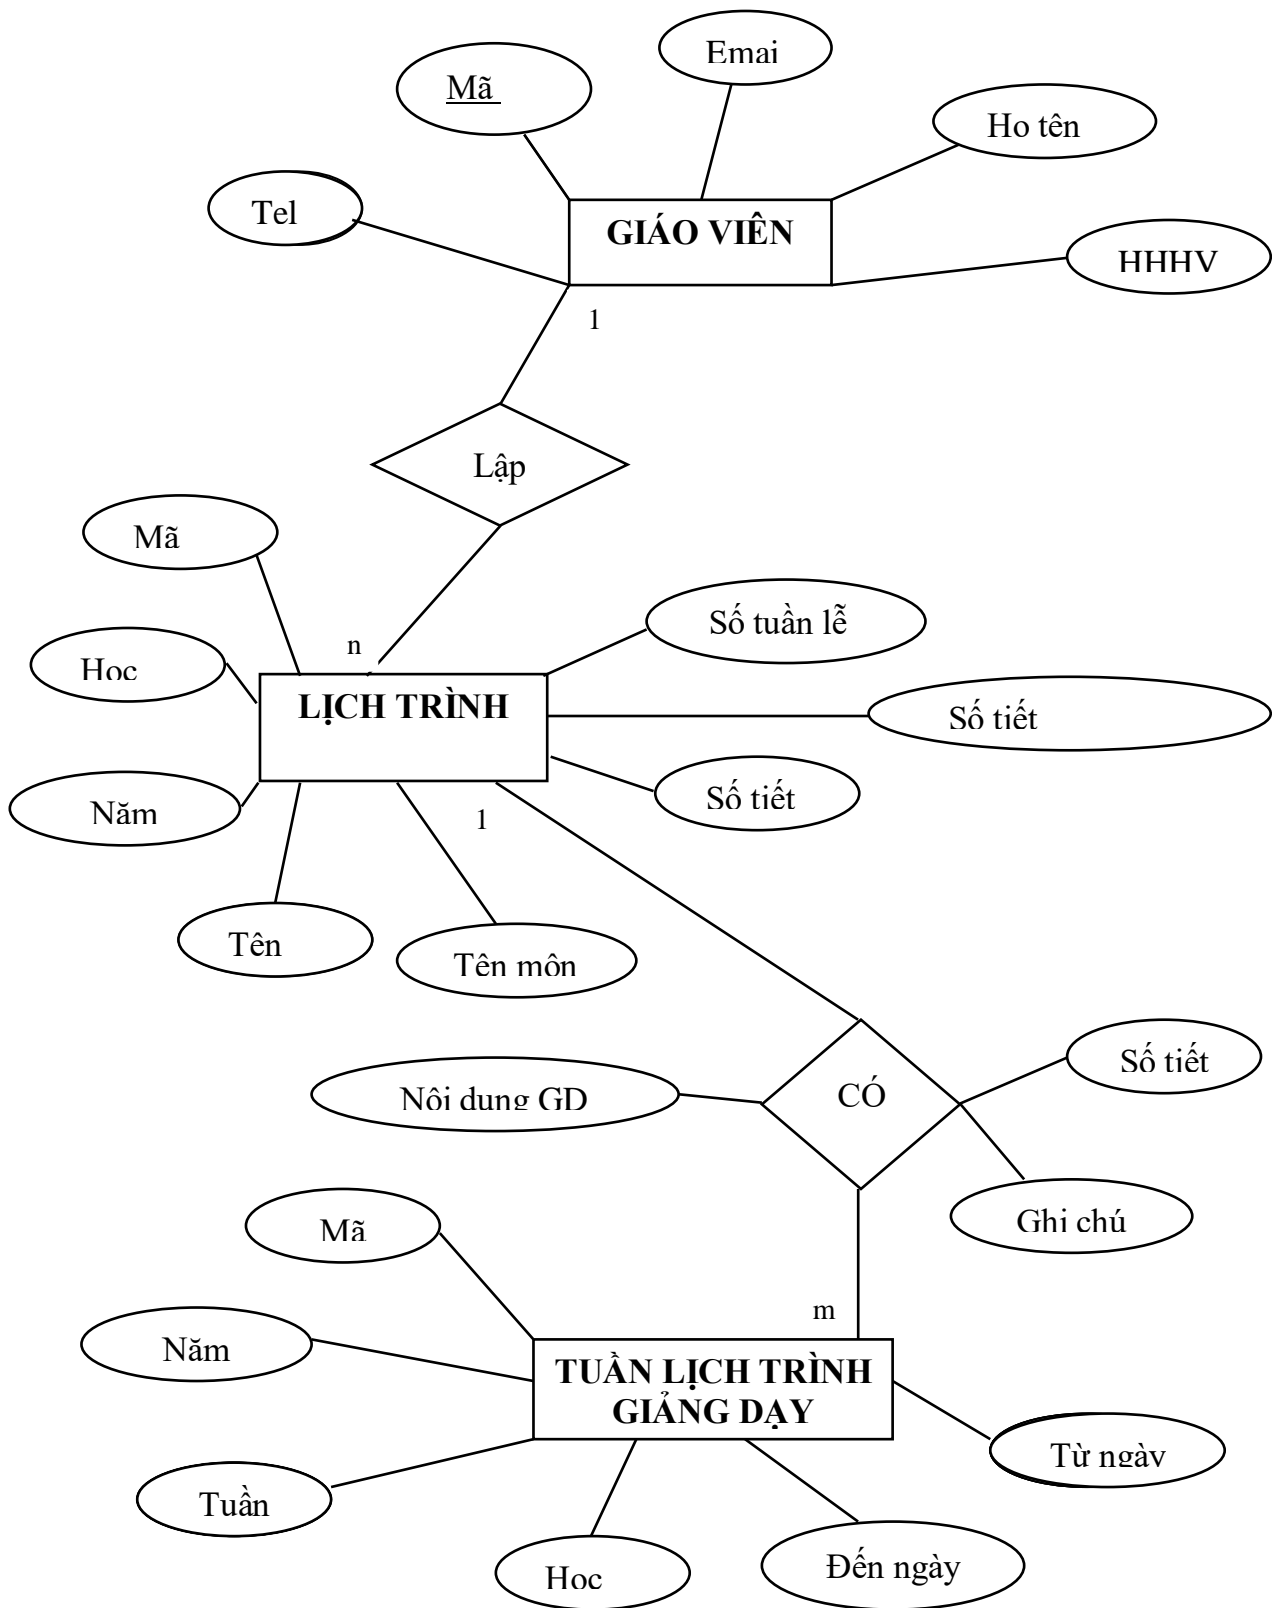 Emai
Mã
Ho tên
Tel
GIÁO VIÊN
HHHV
1
Lập
Mã
Số tuần lễ
n
Hoc
LỊCH TRÌNH
Số tiết
Số tiết
Năm
1
Tên
Tên môn
Số tiết
CÓ
Nôi dung GD
Ghi chú
Mã
m
Năm
TUẦN LỊCH TRÌNH
GIẢNG DẠY
Từ ngày
Tuần
Đến ngày
Hoc